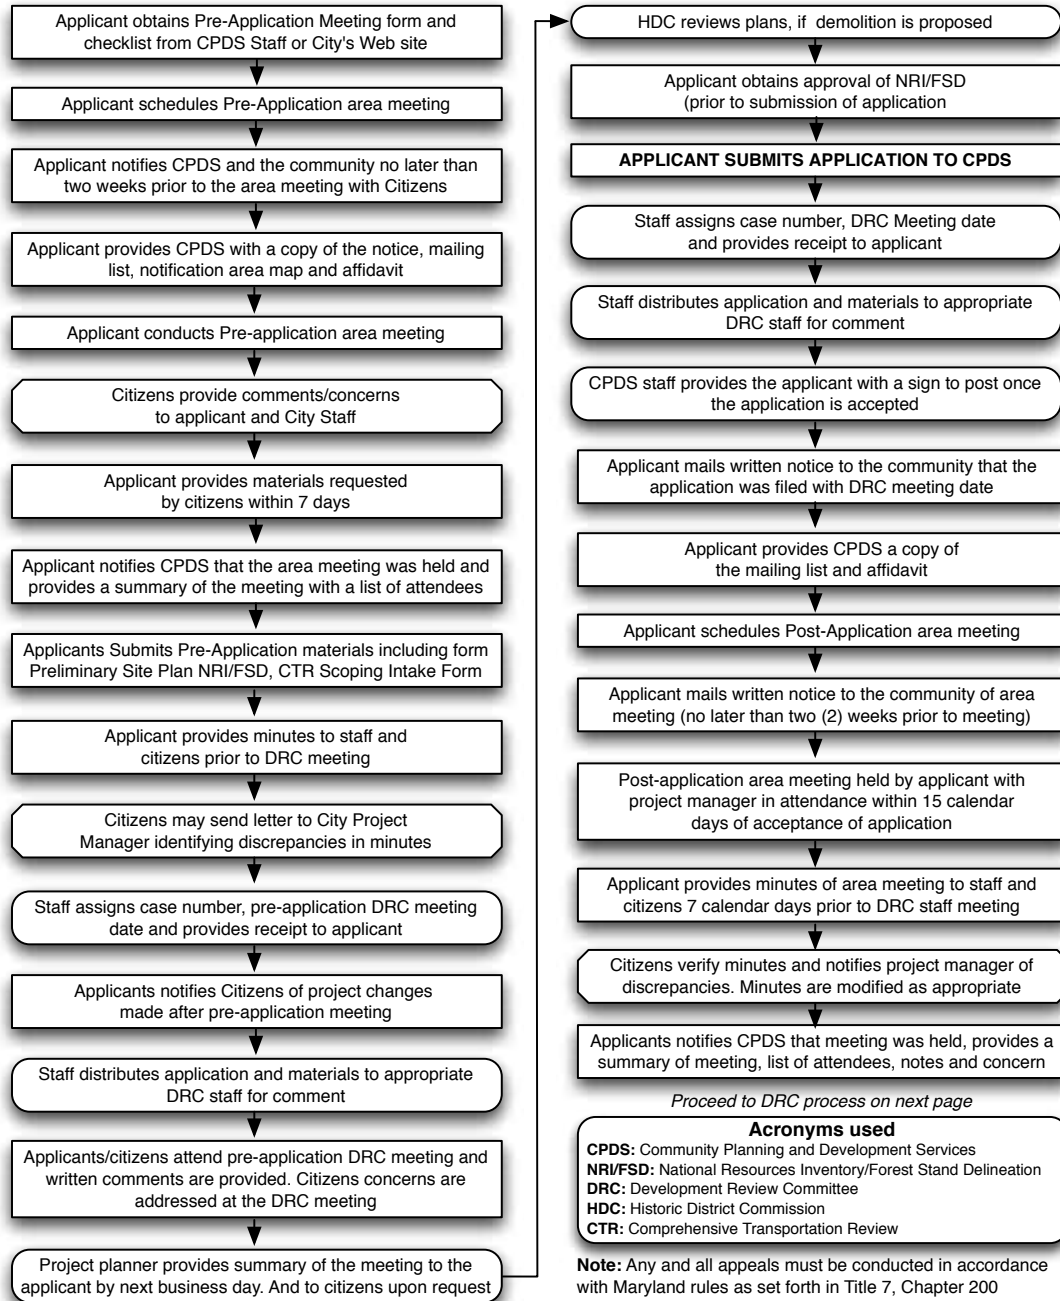 Applicant obtains Pre-Application Meeting form and
checklist from CPDS Staff or City's Web site
Applicant schedules Pre-Application area meeting
Applicant notifies CPDS and the community no later than
two weeks prior to the area meeting with Citizens
Applicant provides CPDS with a copy of the notice, mailing
list, notification area map and affidavit
Applicant conducts Pre-application area meeting
Citizens provide comments/concerns
to applicant and City Staff
Applicant provides materials requested
by citizens within 7 days
Applicant notifies CPDS that the area meeting was held and
provides a summary of the meeting with a list of attendees
Applicants Submits Pre-Application materials including form
Preliminary Site Plan NRI/FSD, CTR Scoping Intake Form
Applicant provides minutes to staff and
citizens prior to DRC meeting
Citizens may send letter to City Project
Manager identifying discrepancies in minutes
Staff assigns case number, pre-application DRC meeting
date and provides receipt to applicant
Applicants notifies Citizens of project changes
made after pre-application meeting
Staff distributes application and materials to appropriate
DRC staff for comment
Applicants/citizens attend pre-application DRC meeting and
written comments are provided. Citizens concerns are
addressed at the DRC meeting
Project planner provides summary of the meeting to the
applicant by next business day. And to citizens upon request
HDC reviews plans, if demolition is proposed
Applicant obtains approval of NRI/FSD
(prior to submission of application
APPLICANT SUBMITS APPLICATION TO CPDS
Staff assigns case number, DRC Meeting date
and provides receipt to applicant
Staff distributes application and materials to appropriate
DRC staff for comment
CPDS staff provides the applicant with a sign to post once
the application is accepted
Applicant mails written notice to the community that the
application was filed with DRC meeting date
Applicant provides CPDS a copy of
the mailing list and affidavit
Applicant schedules Post-Application area meeting
Applicant mails written notice to the community of area
meeting (no later than two (2) weeks prior to meeting)
Post-application area meeting held by applicant with
project manager in attendance within 15 calendar
days of acceptance of application
Applicant provides minutes of area meeting to staff and
citizens 7 calendar days prior to DRC staff meeting
Citizens verify minutes and notifies project manager of
discrepancies. Minutes are modified as appropriate
Applicants notifies CPDS that meeting was held, provides a
summary of meeting, list of attendees, notes and concern
Proceed to DRC process on next page
Acronyms used
CPDS: Community Planning and Development Services
NRI/FSD: National Resources Inventory/Forest Stand Delineation
DRC: Development Review Committee
HDC: Historic District Commission
CTR: Comprehensive Transportation Review
Note: Any and all appeals must be conducted in accordance
with Maryland rules as set forth in Title 7, Chapter 200